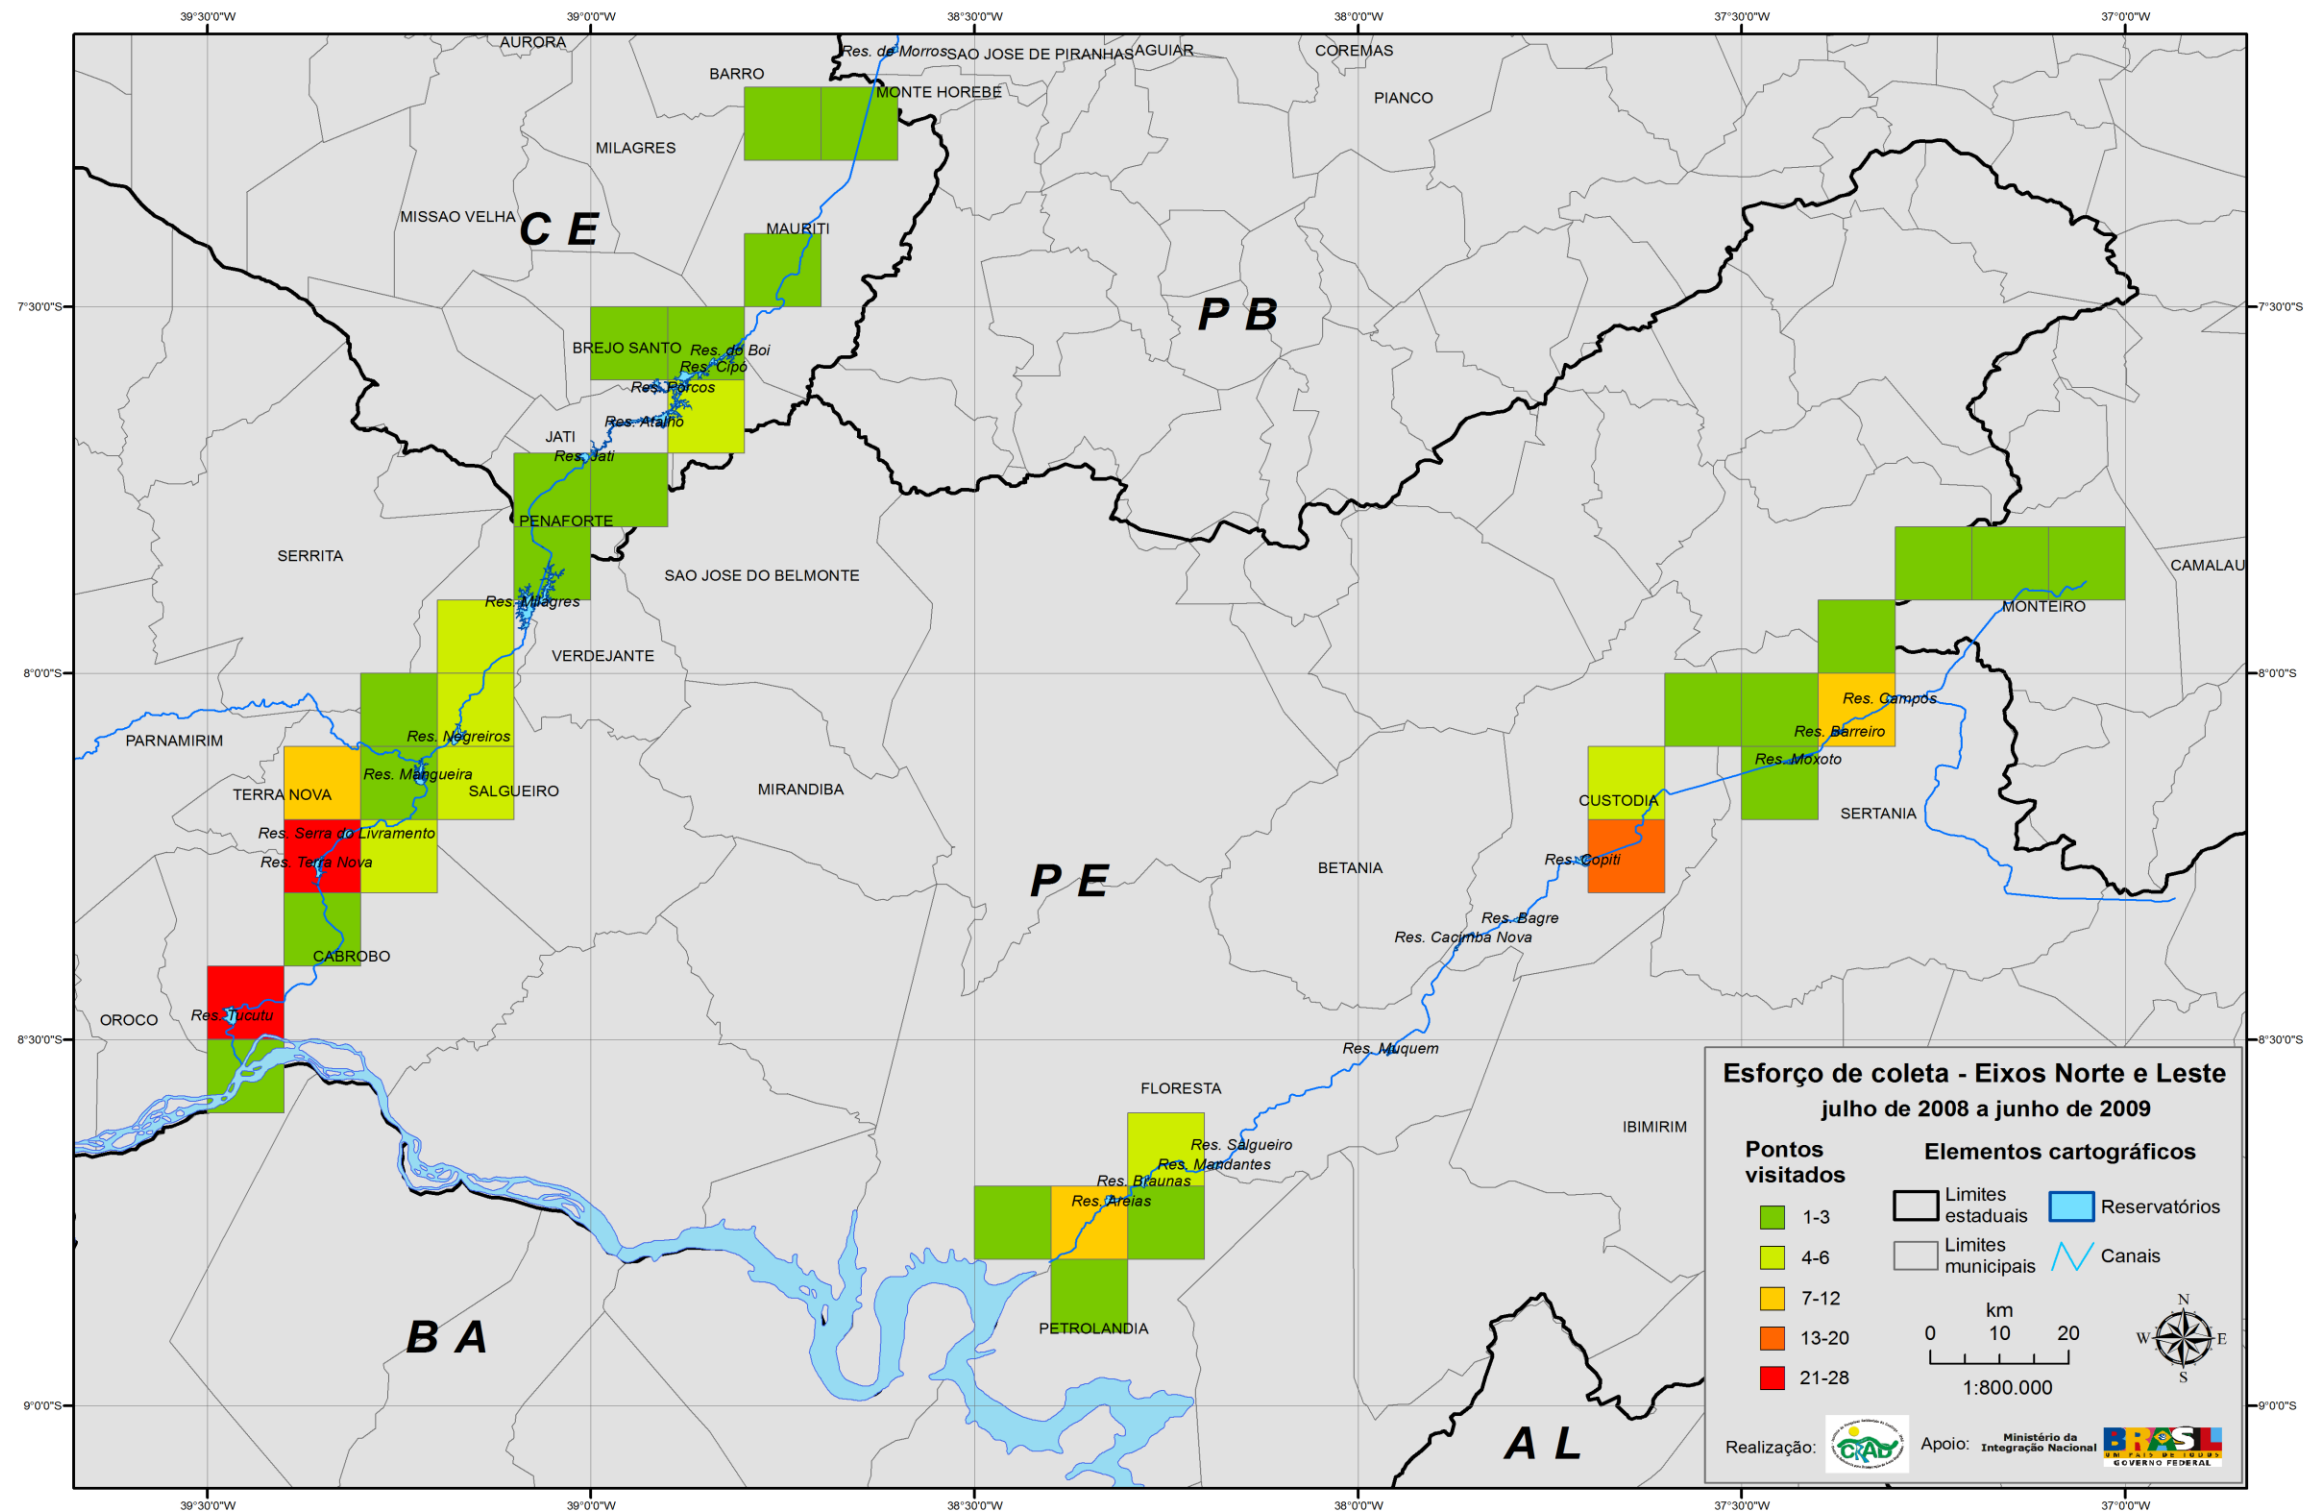 39°30'0"W
39°0'0"W
38°30'0"W
38°0'0"W
37°30'0"W
37°0'0"W
AURORA
Res. de Morros
SAO JOSE DE PIRANHAS
AGUIAR
COREMAS
BARRO
MONTE HOREBE
PIANCO
MILAGRES
MISSAO VELHA
C E
MAURITI
7°30'0"S
P B
7°30'0"S
BREJO SANTO
Res. do Boi
Res. Cipó
Res. Porcos
Res. Atalho
JATI
Res. Jati
PENAFORTE
SERRITA
SAO JOSE DO BELMONTE
CAMALAU
Res. Milagres
MONTEIRO
VERDEJANTE
8°0'0"S
8°0'0"S
Res. Campos
Res. Barreiro
PARNAMIRIM
Res. Negreiros
Res. Moxoto
Res. Mangueira
TERRA NOVA
SALGUEIRO
MIRANDIBA
CUSTODIA
SERTANIA
Res. Serra do Livramento
Res. Terra Nova
BETANIA
Res. Copiti
P E
Res. Bagre
Res. Cacimba Nova
CABROBO
OROCO
Res. Tucutu
8°30'0"S
8°30'0"S
Res. Muquem
FLORESTA
IBIMIRIM
Res. Salgueiro
Res. Mandantes
Res. Braunas
Res. Areias
PETROLANDIA
B A
9°0'0"S
9°0'0"S
A L
Esforço de coleta - Eixos Norte e Leste
julho de 2008 a junho de 2009
Pontos
visitados
1-3
4-6
7-12
13-20
21-28
Elementos cartográficos
Limites
estaduais
Reservatórios
Limites
municipais
Canais
km
0 10 20
1:800.000
N
W E
S
Realização:
CRAD
Apoio:
Ministério da
Integração Nacional
BRASIL
UM PAÍS DE TODOS
GOVERNO FEDERAL
39°30'0"W
39°0'0"W
38°30'0"W
38°0'0"W
37°30'0"W
37°0'0"W